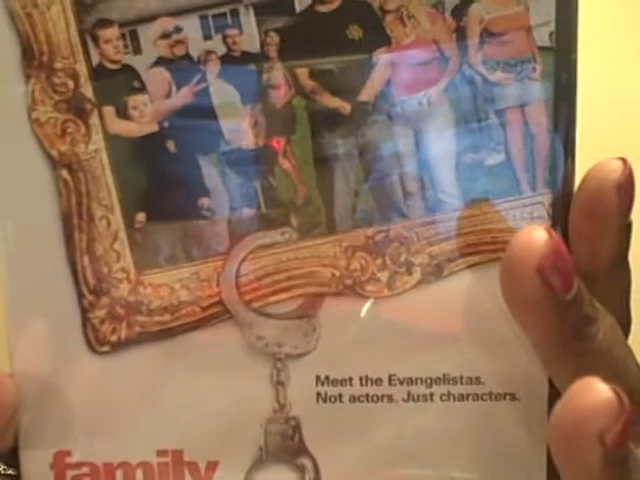 Meet the Evangelistas.
Not actors. Just characters.
family